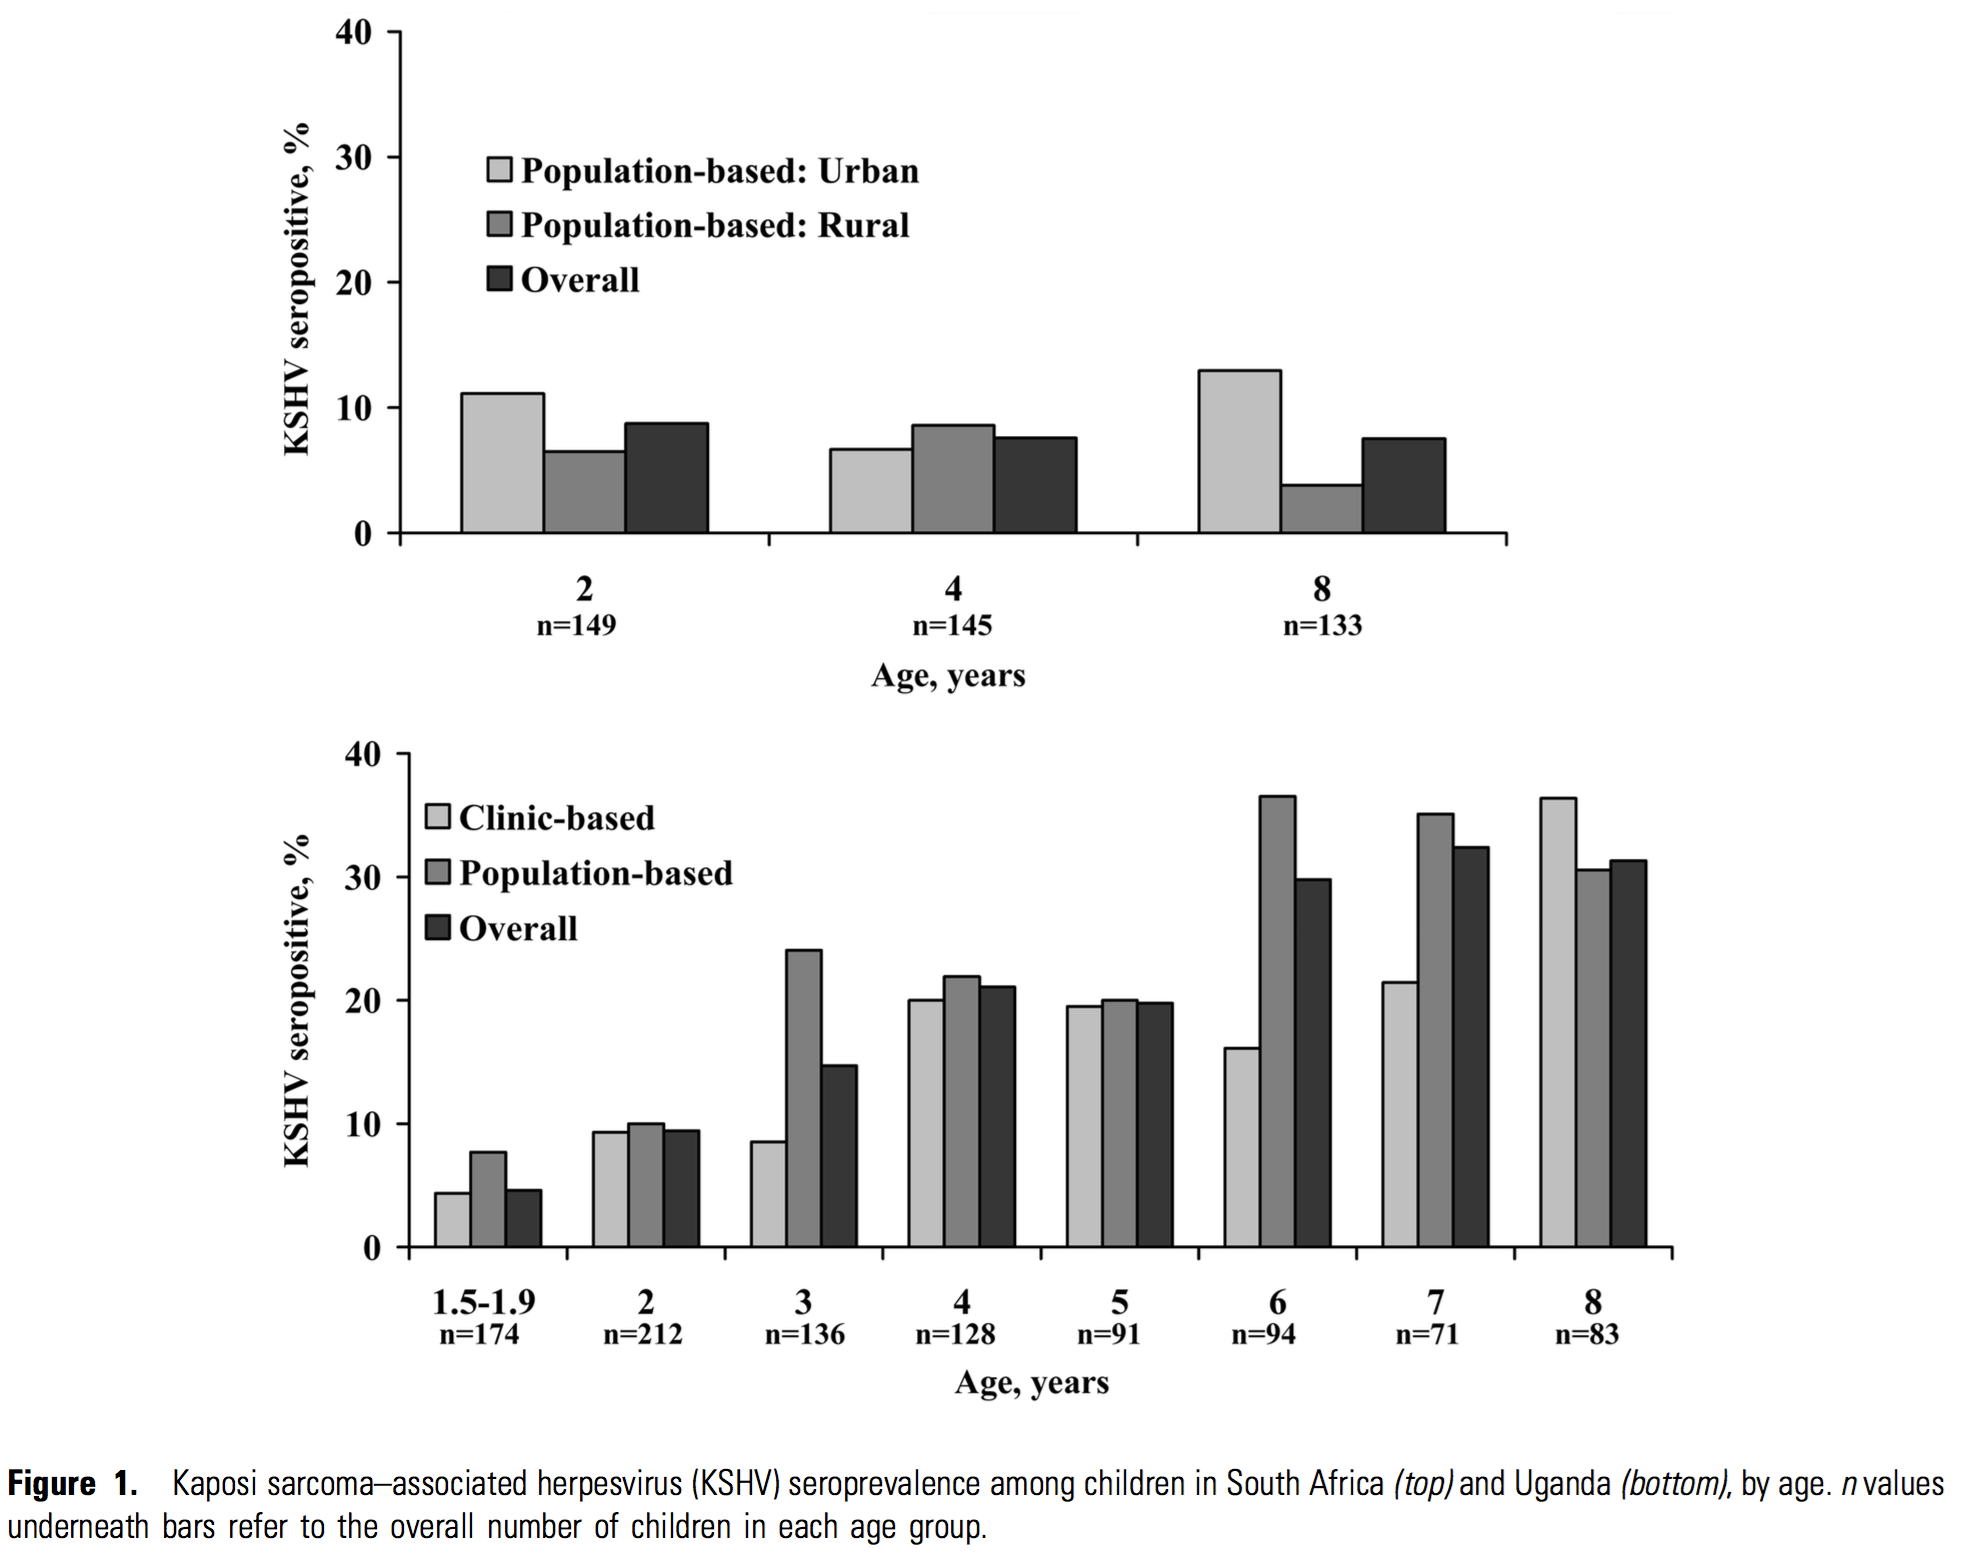 40
30
20
10
0
KSHV seropositive, %
Population-based: Urban
Population-based: Rural
Overall
2 4 8
n=149 n=145 n=133
Age, years
40
30
20
10
0
KSHV seropositive, %
Clinic-based
Population-based
Overall
1.5-1.9 2 3 4 5 6 7 8
n=174 n=212 n=136 n=128 n=91 n=94 n=71 n=83
Age, years
Figure 1. Kaposi sarcoma–associated herpesvirus (KSHV) seroprevalence among children in South Africa (top) and Uganda (bottom), by age. n values
underneath bars refer to the overall number of children in each age group.